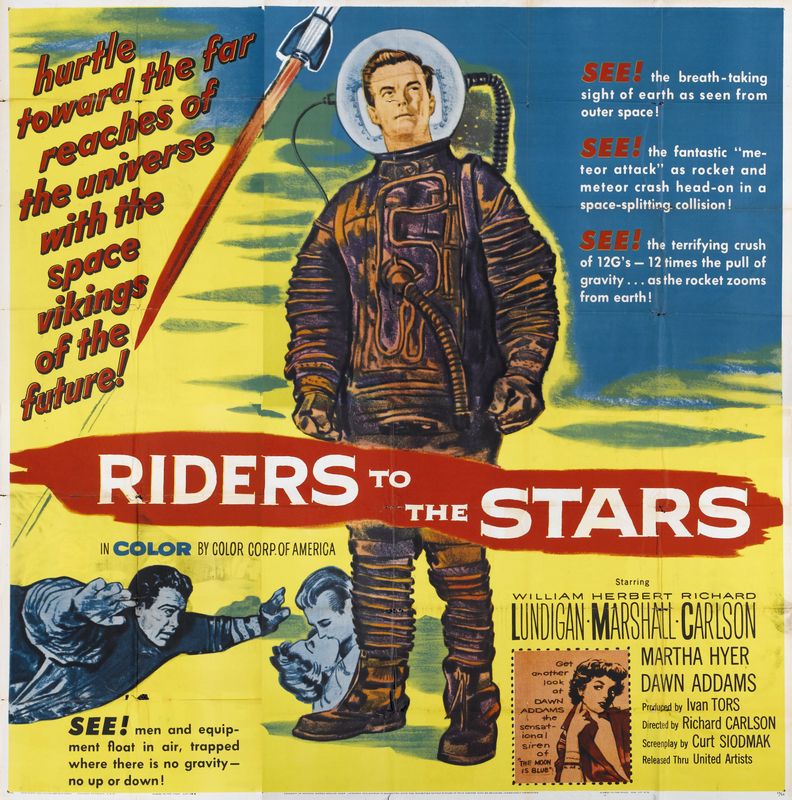 hurtle
toward the far
reaches of
the universe
with the
space
vikings
of the
future!
SEE! the breath-taking
sight of earth as seen from
outer space!
SEE! the fantastic "me-
teor attack" as rocket and
meteor crash head-on in a
space-splitting collision!
SEE! the terrifying crush
of 12G's — 12 times the pull of
gravity . . . as the rocket zooms
from earth!
RIDERS TO THE STARS
IN COLOR BY COLOR CORP. OF AMERICA
Starring
WILLIAM HERBERT RICHARD
LUNDIGAN · MARSHALL · CARLSON
MARTHA HYER
DAWN ADDAMS
Produced by Ivan TORS
Directed by Richard CARLSON
Screenplay by Curt SIODMAK
Released Thru United Artists
Get
another
look
at
DAWN
ADDAMS
the
sensat-
ional
siren
of
"THE MOON
IS BLUE"
SEE! men and equip-
ment float in air, trapped
where there is no gravity—
no up or down!